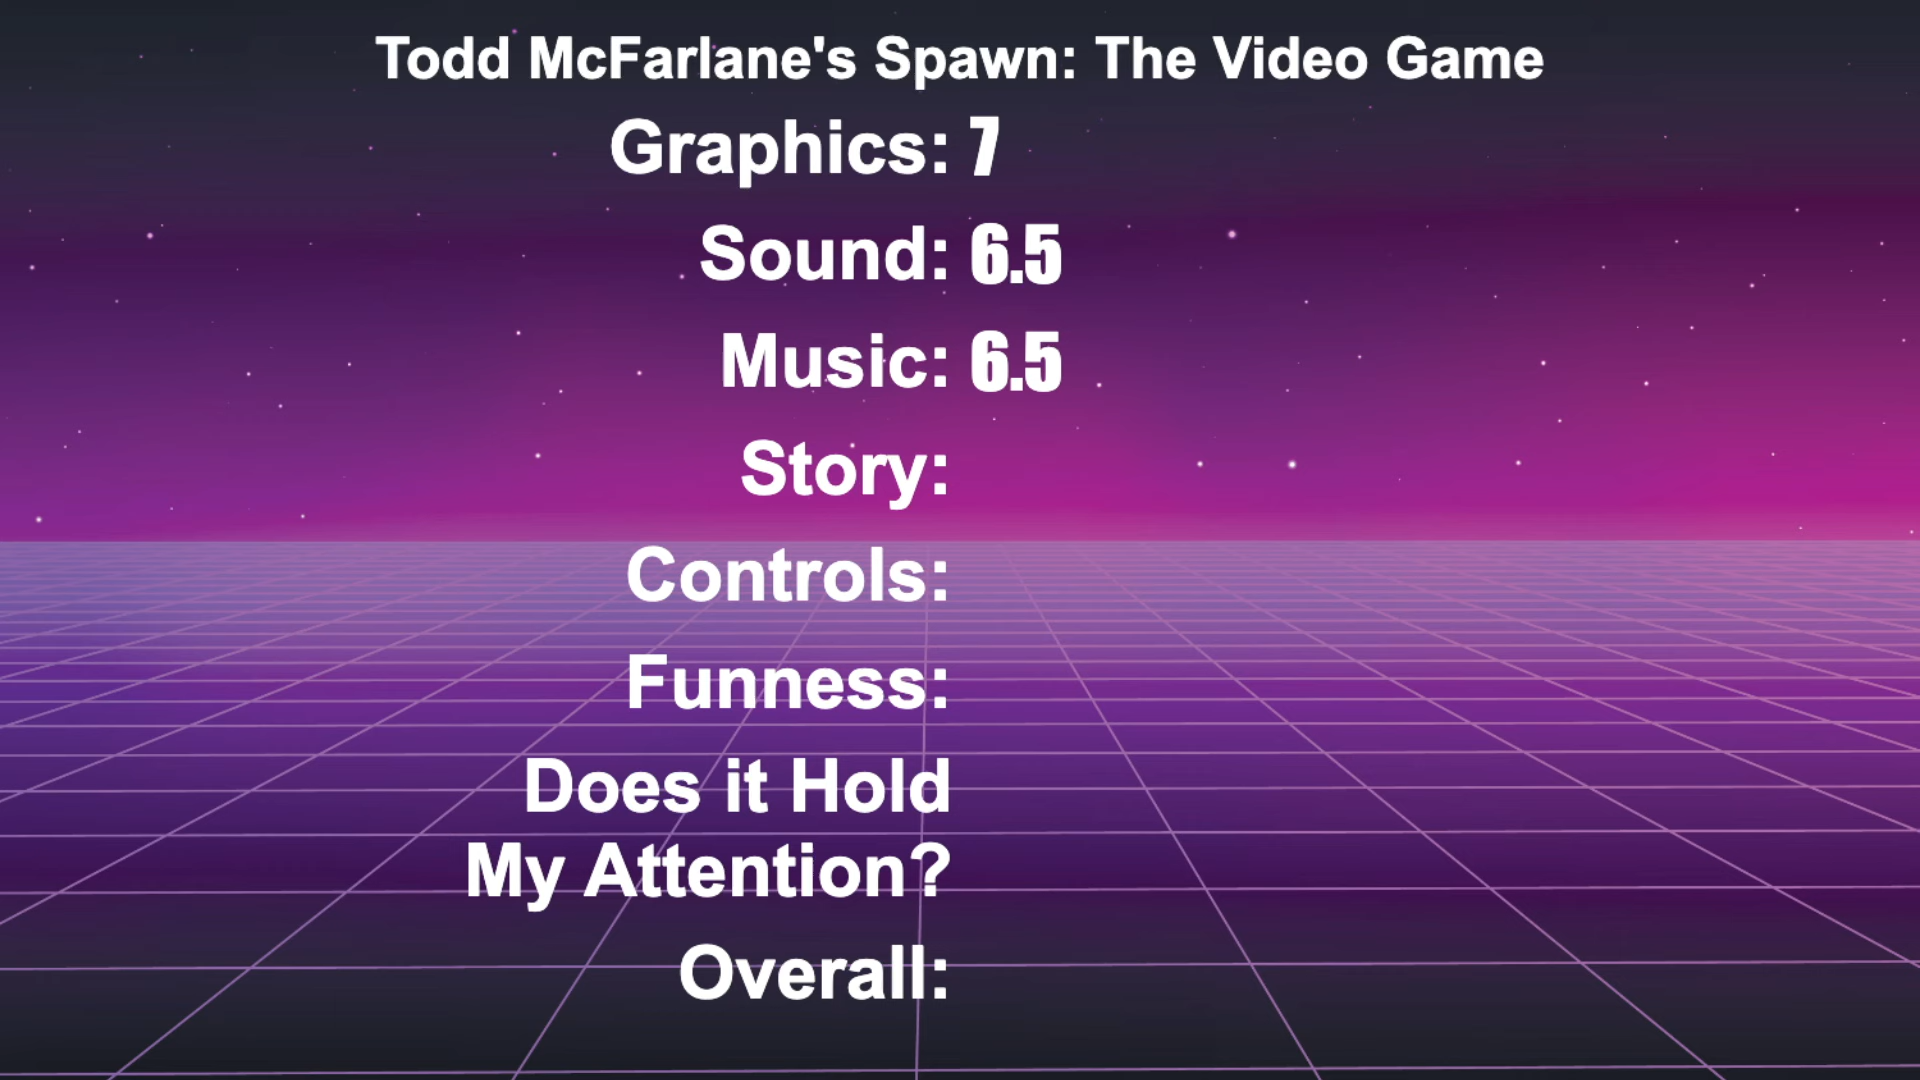 Todd McFarlane's Spawn: The Video Game
Graphics: 7
Sound: 6.5
Music: 6.5
Story:
Controls:
Funness:
Does it Hold
My Attention?
Overall: